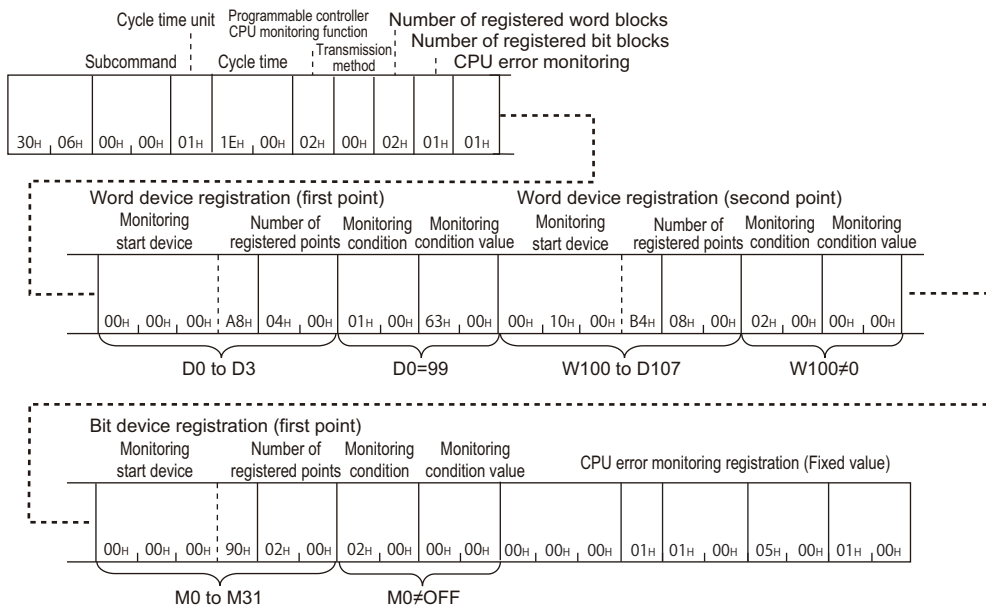 Cycle time unit
Programmable controller
CPU monitoring function
Number of registered word blocks
Number of registered bit blocks
Subcommand
Cycle time
Transmission
method
CPU error monitoring
30H 06H 00H 00H 01H 1EH 00H 02H 00H 02H 01H 01H
Word device registration (first point)
Word device registration (second point)
Monitoring
start device
Number of
registered points
Monitoring
condition
Monitoring
condition value
Monitoring
start device
Number of
registered points
Monitoring
condition
Monitoring
condition value
00H 00H 00H A8H 04H 00H 01H 00H 63H 00H 00H 10H 00H B4H 08H 00H 02H 00H 00H 00H
D0 to D3
D0=99
W100 to D107
W100≠0
Bit device registration (first point)
Monitoring
start device
Number of
registered points
Monitoring
condition
Monitoring
condition value
CPU error monitoring registration (Fixed value)
00H 00H 00H 90H 02H 00H 02H 00H 00H 00H 00H 00H 00H 01H 01H 00H 05H 00H 01H 00H
M0 to M31
M0≠OFF